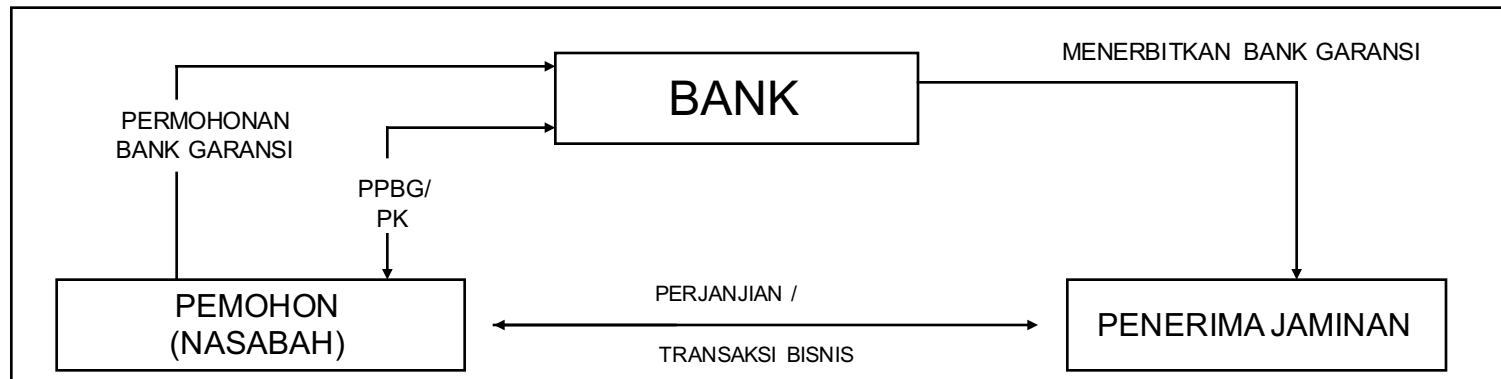 MENERBITKAN BANK GARANSI
BANK
PERMOHONAN
BANK GARANSI
PPBG/
PK
PEMOHON
(NASABAH)
PERJANJIAN /
TRANSAKSI BISNIS
PENERIMA JAMINAN